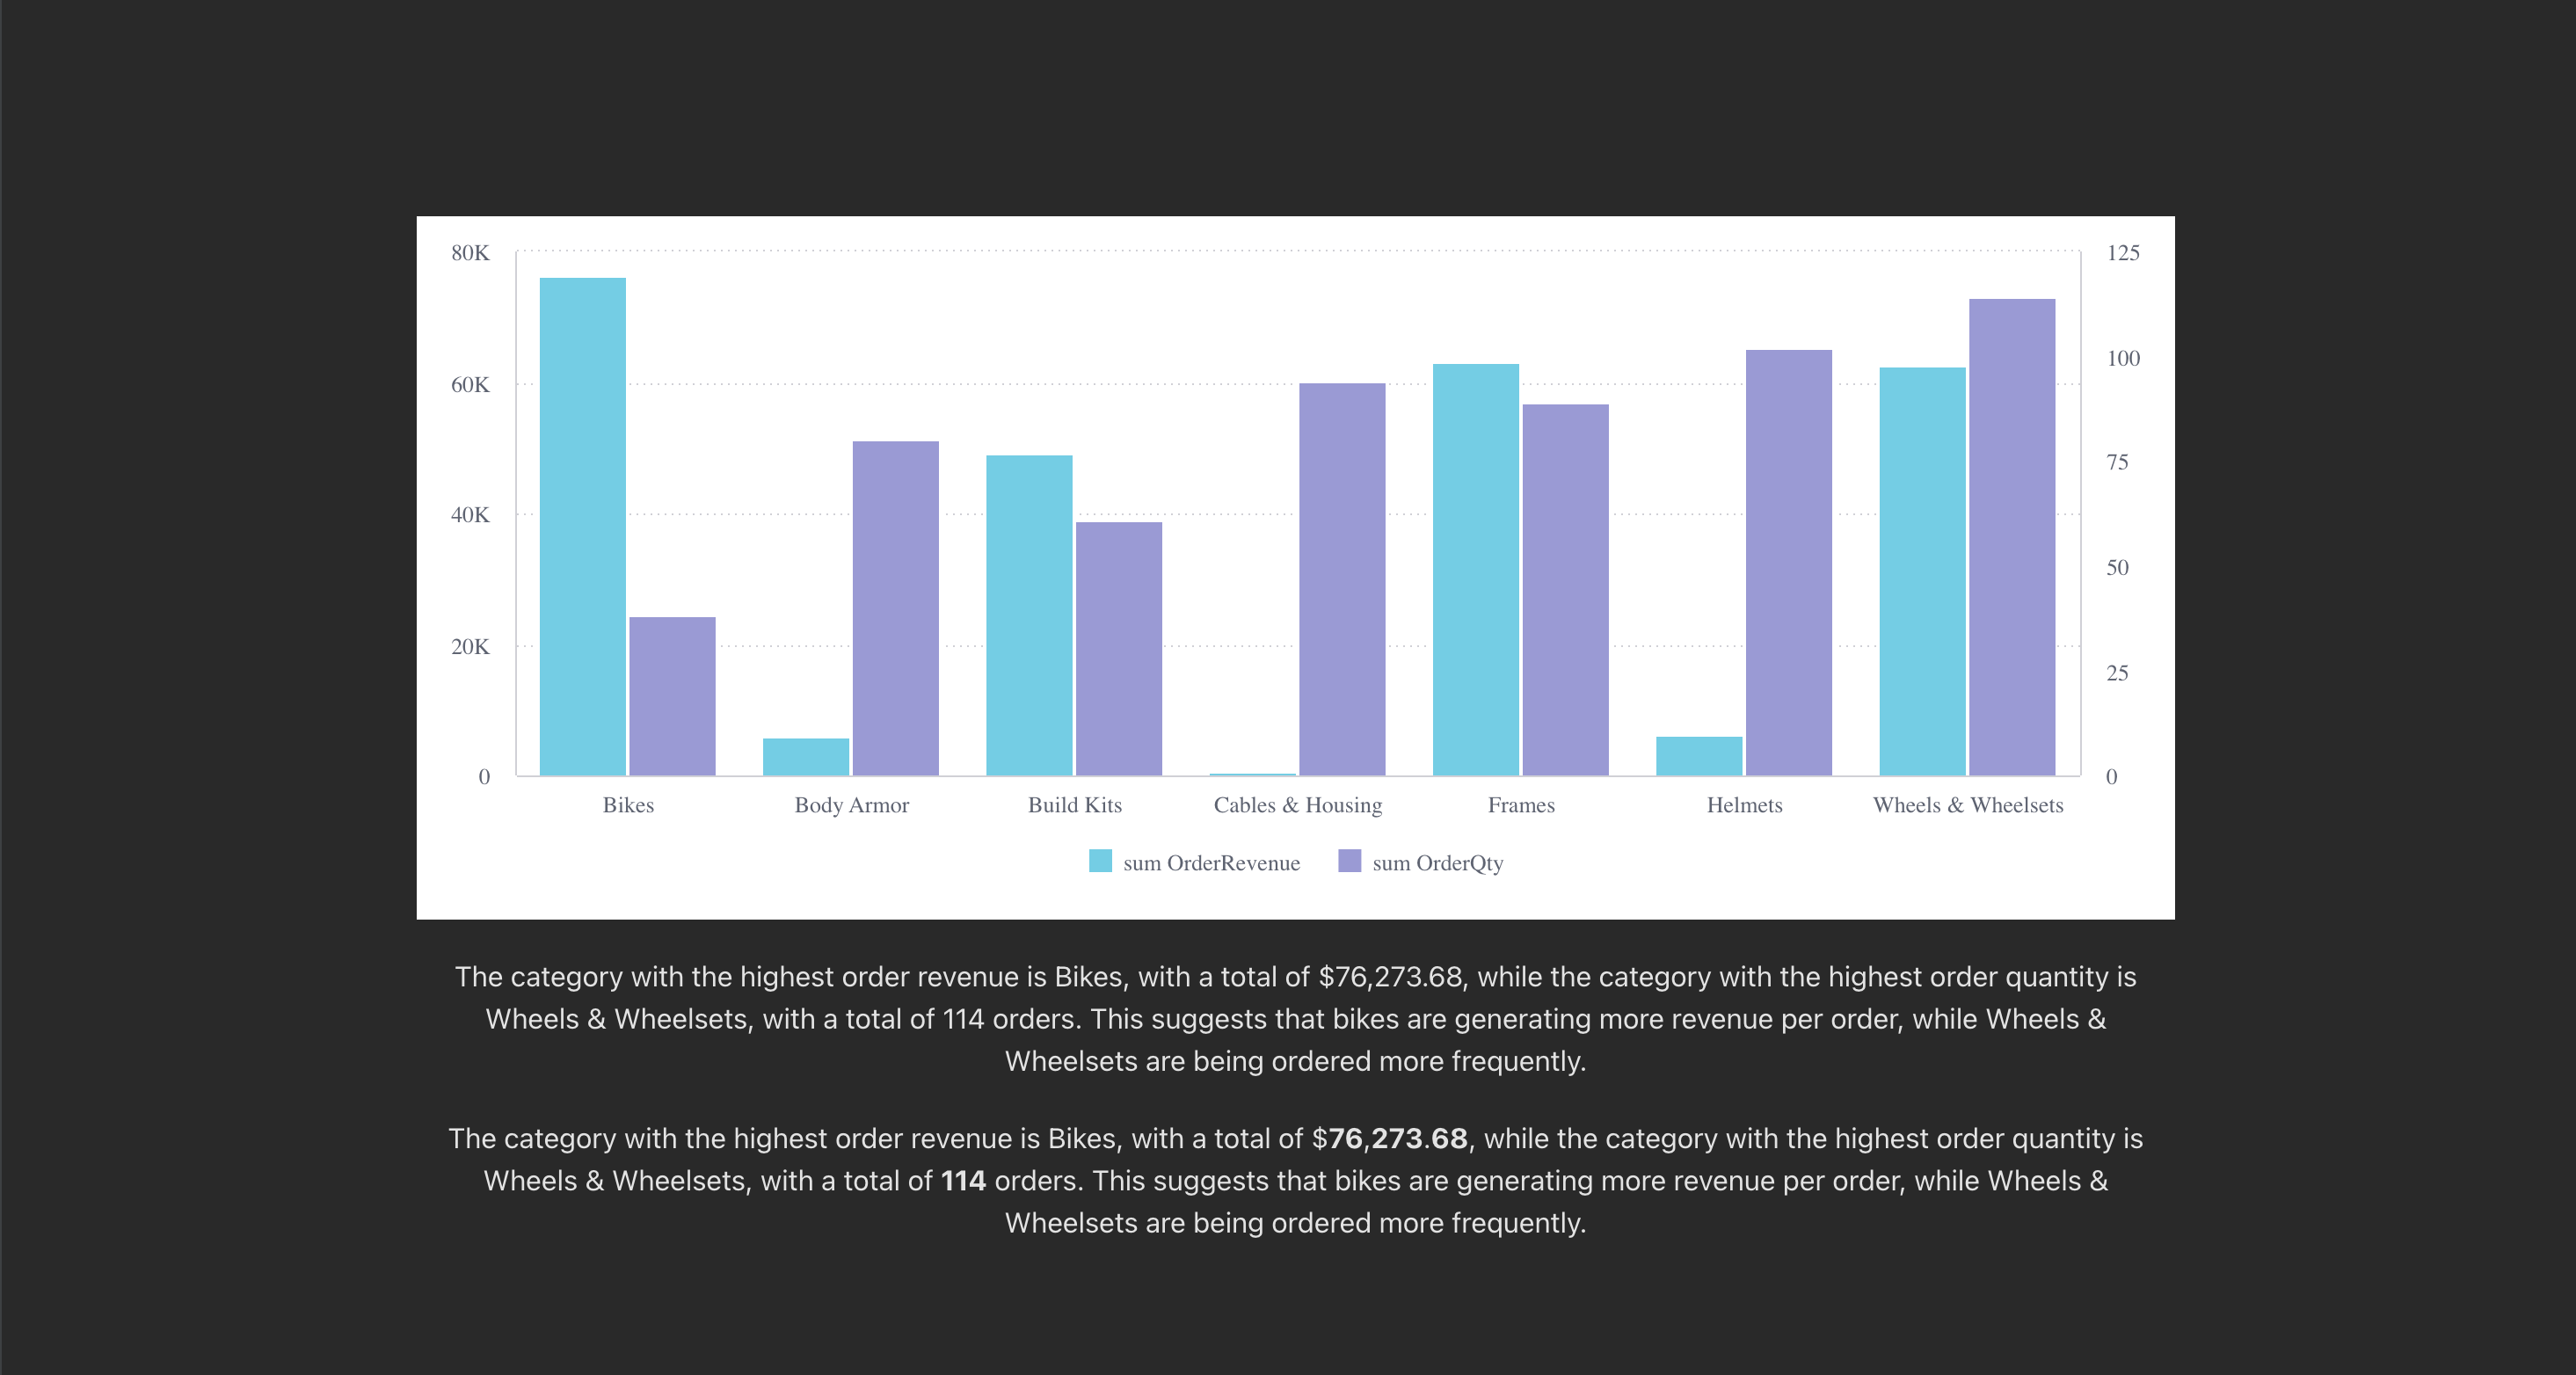 80K
125
100
60K
75
40K
50
20K
25
0
0
Bikes
Body Armor
Build Kits
Cables & Housing
Frames
Helmets
Wheels & Wheelsets
sum OrderRevenue
sum OrderQty
The category with the highest order revenue is Bikes, with a total of $76,273.68, while the category with the highest order quantity is
Wheels & Wheelsets, with a total of 114 orders. This suggests that bikes are generating more revenue per order, while Wheels &
Wheelsets are being ordered more frequently.
The category with the highest order revenue is Bikes, with a total of $76,273.68, while the category with the highest order quantity is
Wheels & Wheelsets, with a total of 114 orders. This suggests that bikes are generating more revenue per order, while Wheels &
Wheelsets are being ordered more frequently.